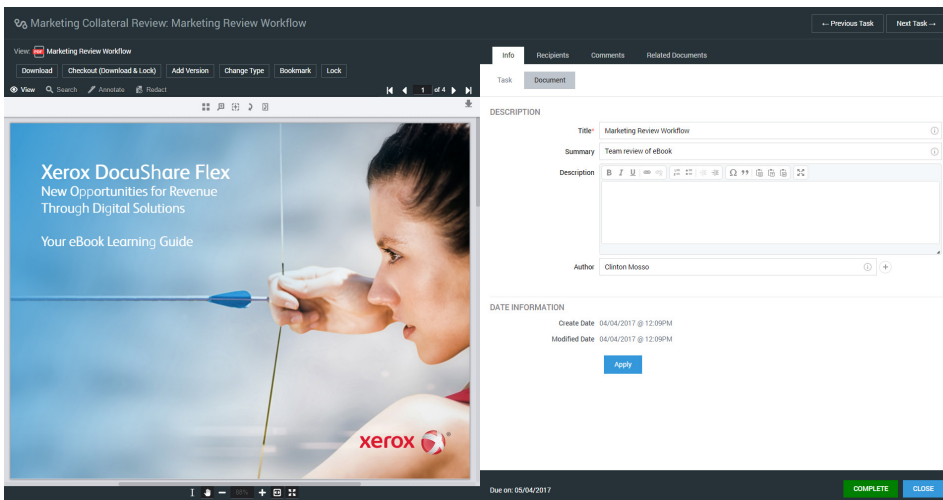 Marketing Collateral Review: Marketing Review Workflow
← Previous Task
Next Task →
View: PDF Marketing Review Workflow
Download
Checkout (Download & Lock)
Add Version
Change Type
Bookmark
Lock
View
Search
Annotate
Redact
1 of 4
Xerox DocuShare Flex
New Opportunities for Revenue
Through Digital Solutions
Your eBook Learning Guide
xerox
Info
Recipients
Comments
Related Documents
Task
Document
DESCRIPTION
Title* Marketing Review Workflow
Summary Team review of eBook
Description
B I U
Author Clinton Mosso
DATE INFORMATION
Create Date 04/04/2017 @ 12:09PM
Modified Date 04/04/2017 @ 12:09PM
Apply
Due on: 05/04/2017
COMPLETE
CLOSE